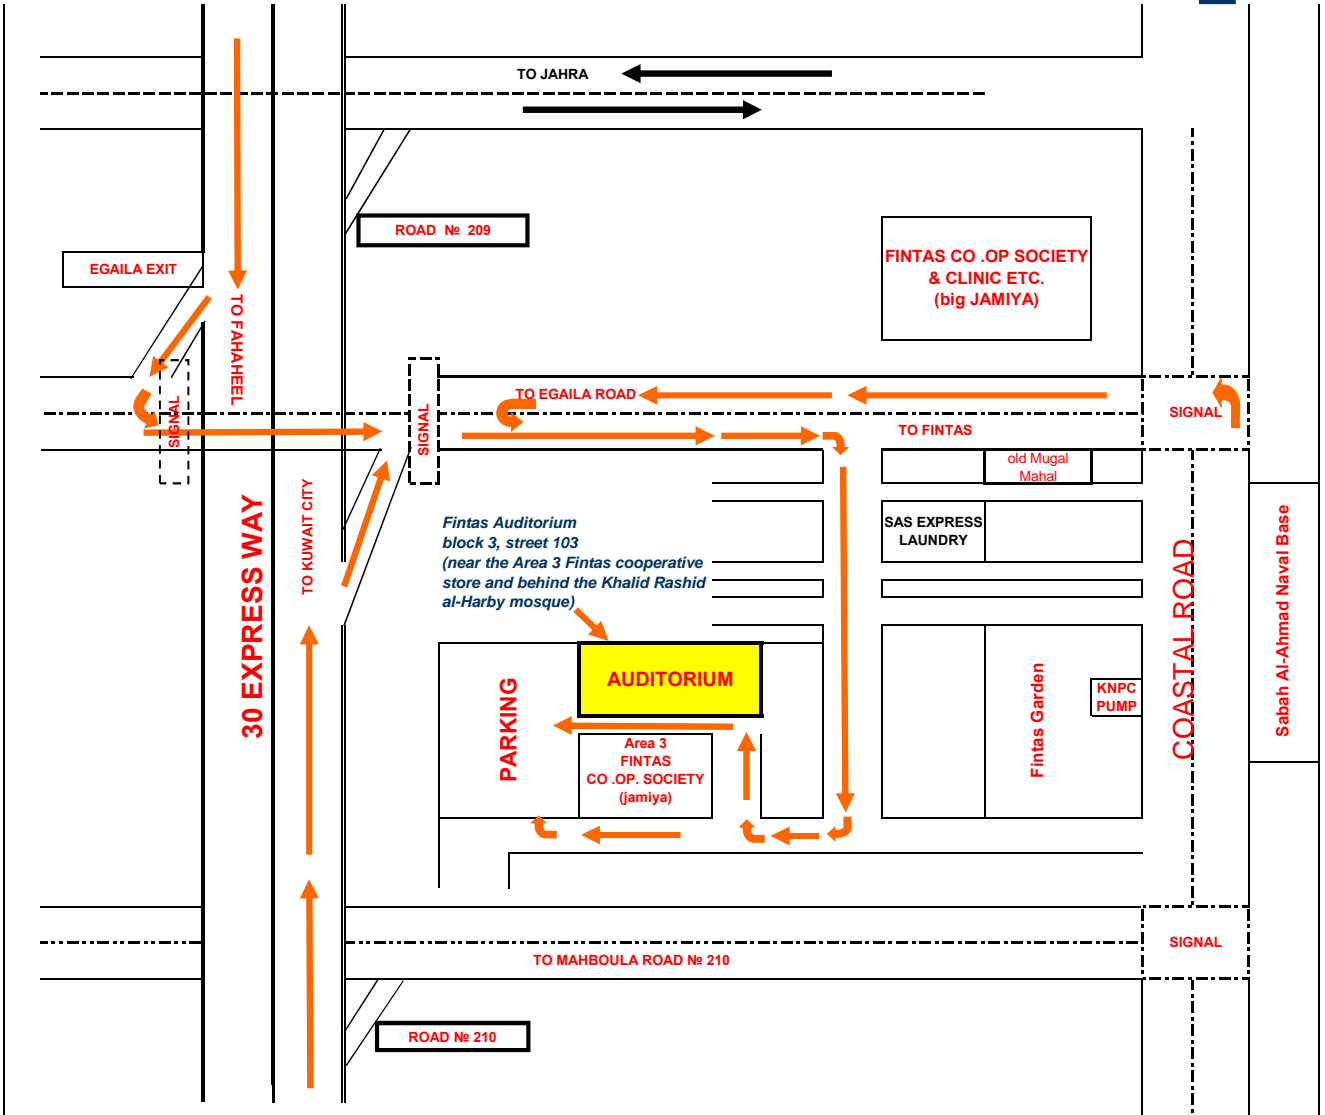 TO JAHRA
ROAD № 209
EGAILA EXIT
FINTAS CO .OP SOCIETY
& CLINIC ETC.
(big JAMIYA)
TO FAHAHEEL
TO EGAILA ROAD
SIGNAL
SIGNAL
SIGNAL
TO FINTAS
old Mugal
Mahal
30 EXPRESS WAY
TO KUWAIT CITY
Fintas Auditorium
block 3, street 103
(near the Area 3 Fintas cooperative
store and behind the Khalid Rashid
al-Harby mosque)
SAS EXPRESS
LAUNDRY
COASTAL ROAD
Sabah Al-Ahmad Naval Base
AUDITORIUM
PARKING
Area 3
FINTAS
CO .OP. SOCIETY
(jamiya)
Fintas Garden
KNPC
PUMP
SIGNAL
TO MAHBOULA ROAD № 210
ROAD № 210